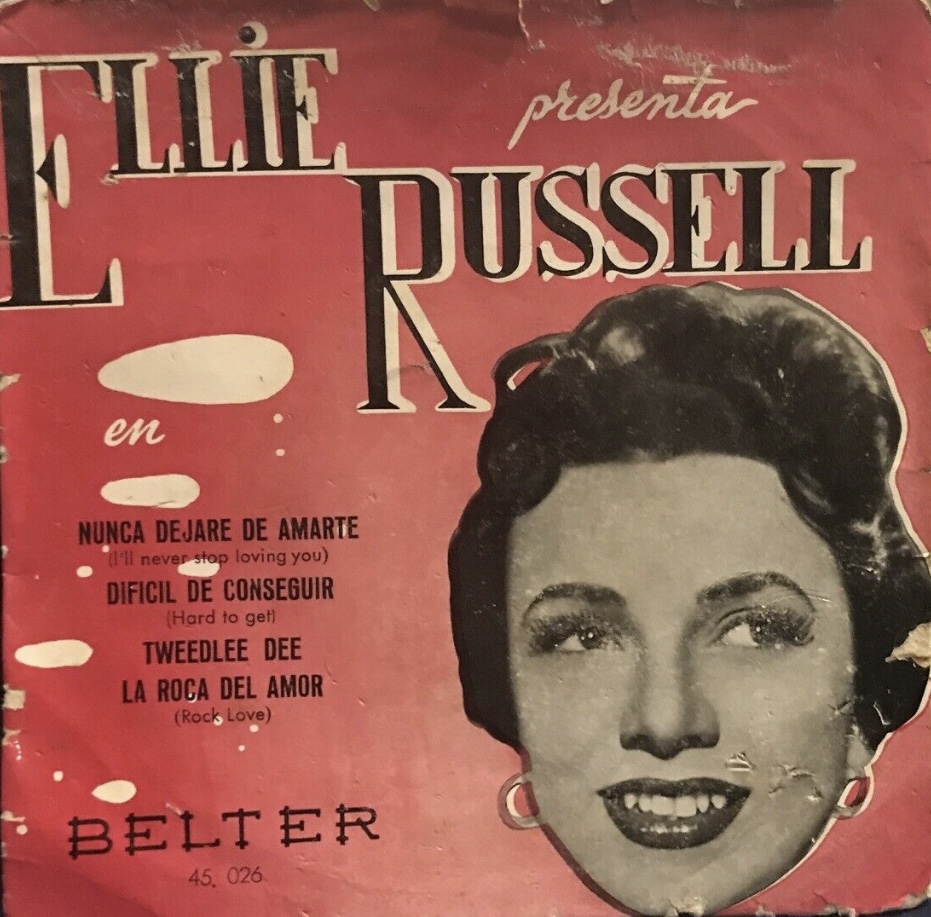 ELLiE
presenta
RUSSELL
en
NUNCA DEJARE DE AMARTE
(I'll never stop loving you)
DIFICIL DE CONSEGUIR
(Hard to get)
TWEEDLEE DEE
LA ROCA DEL AMOR
(Rock Love)
BELTER
45. 026